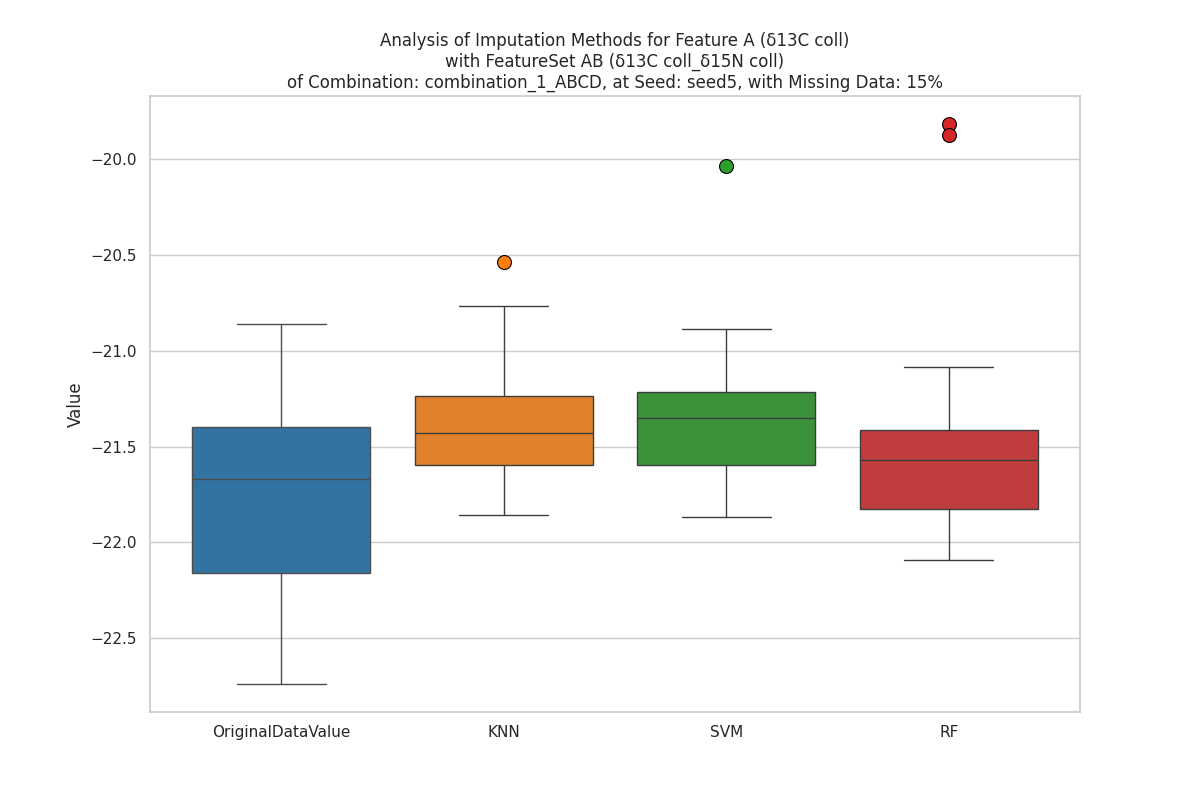 Analysis of Imputation Methods for Feature A (δ13C coll)
with FeatureSet AB (δ13C coll_δ15N coll)
of Combination: combination_1_ABCD, at Seed: seed5, with Missing Data: 15%
−20.0
−20.5
−21.0
−21.5
−22.0
−22.5
Value
OriginalDataValue
KNN
SVM
RF